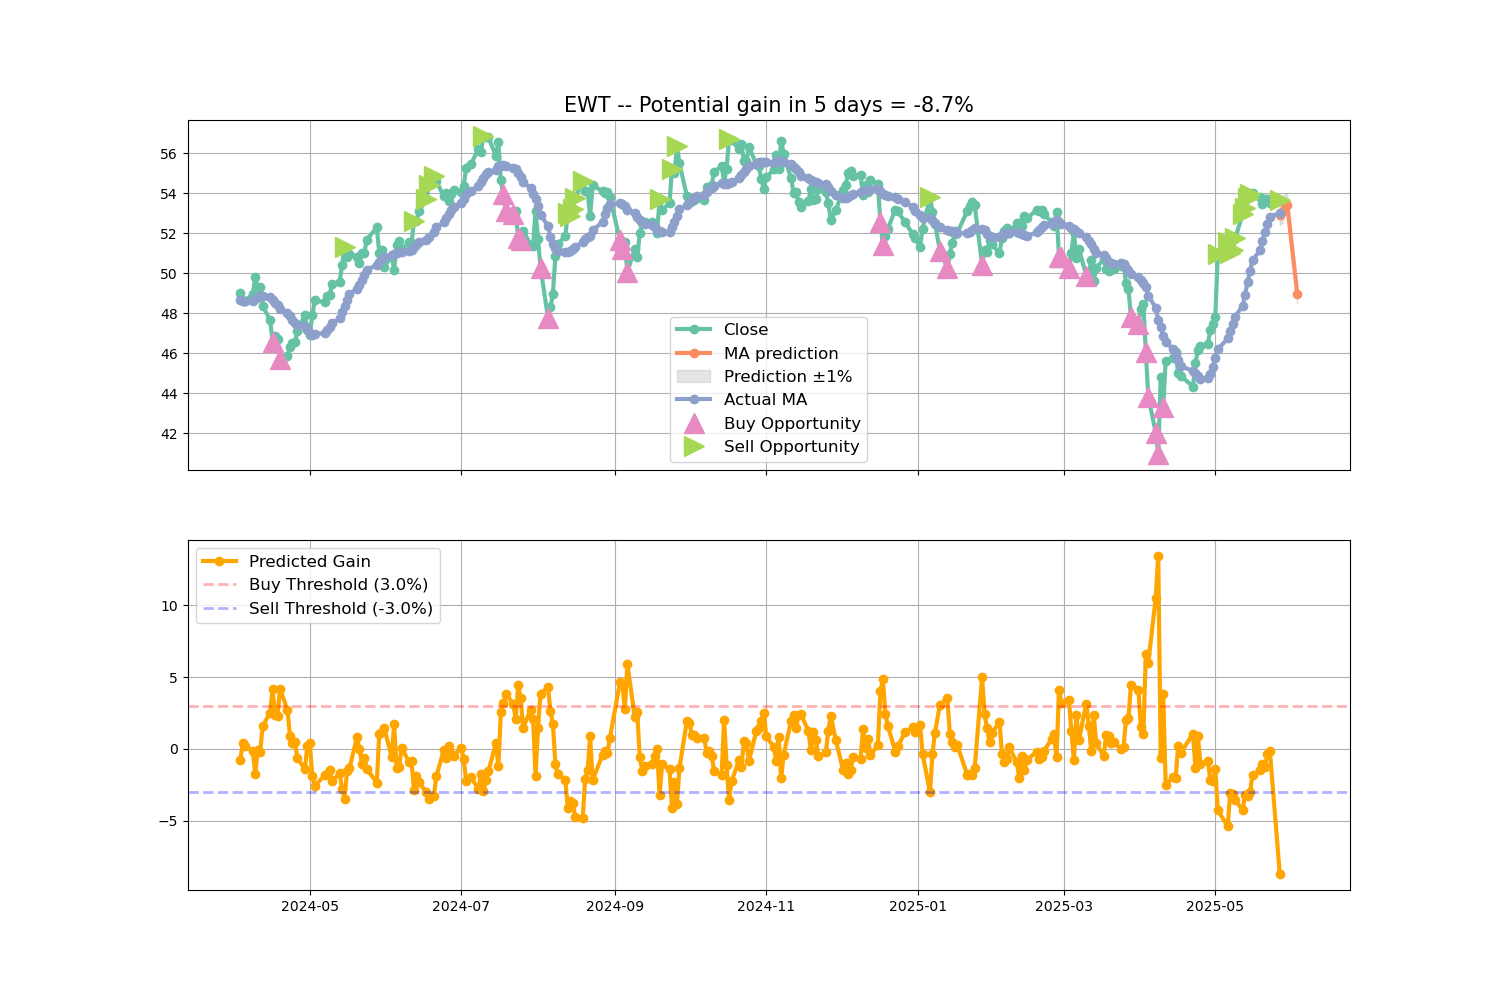 EWT -- Potential gain in 5 days = -8.7%
56
54
52
50
48
46
44
42
Close
MA prediction
Prediction ±1%
Actual MA
Buy Opportunity
Sell Opportunity
Predicted Gain
Buy Threshold (3.0%)
Sell Threshold (-3.0%)
10
5
0
−5
2024-05 2024-07 2024-09 2024-11 2025-01 2025-03 2025-05